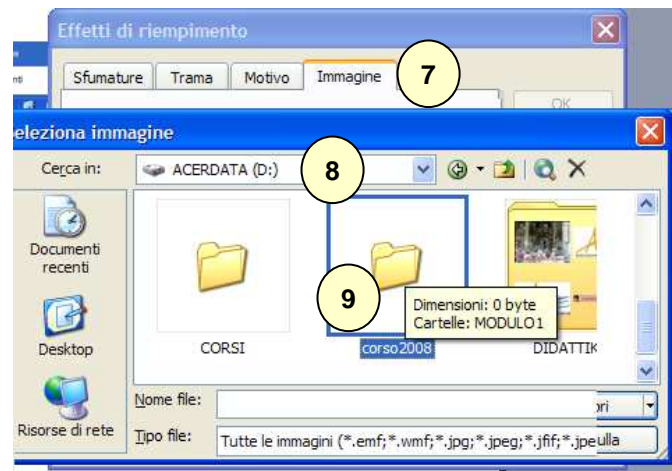 Effetti di riempimento
Sfumature Trama Motivo Immagine 7
OK
eleziona immagine
Cerca in: ACERDATA (D:) 8
Documenti
recenti
Desktop
Risorse di rete
9
Dimensioni: 0 byte
Cartelle: MODULO1
CORSI corso2008 DIDATTIK
Nome file: ori
Tipo file: Tutte le immagini (*.emf;*.wmf;*.jpg;*.jpeg;*.jfif;*.jpe ulla